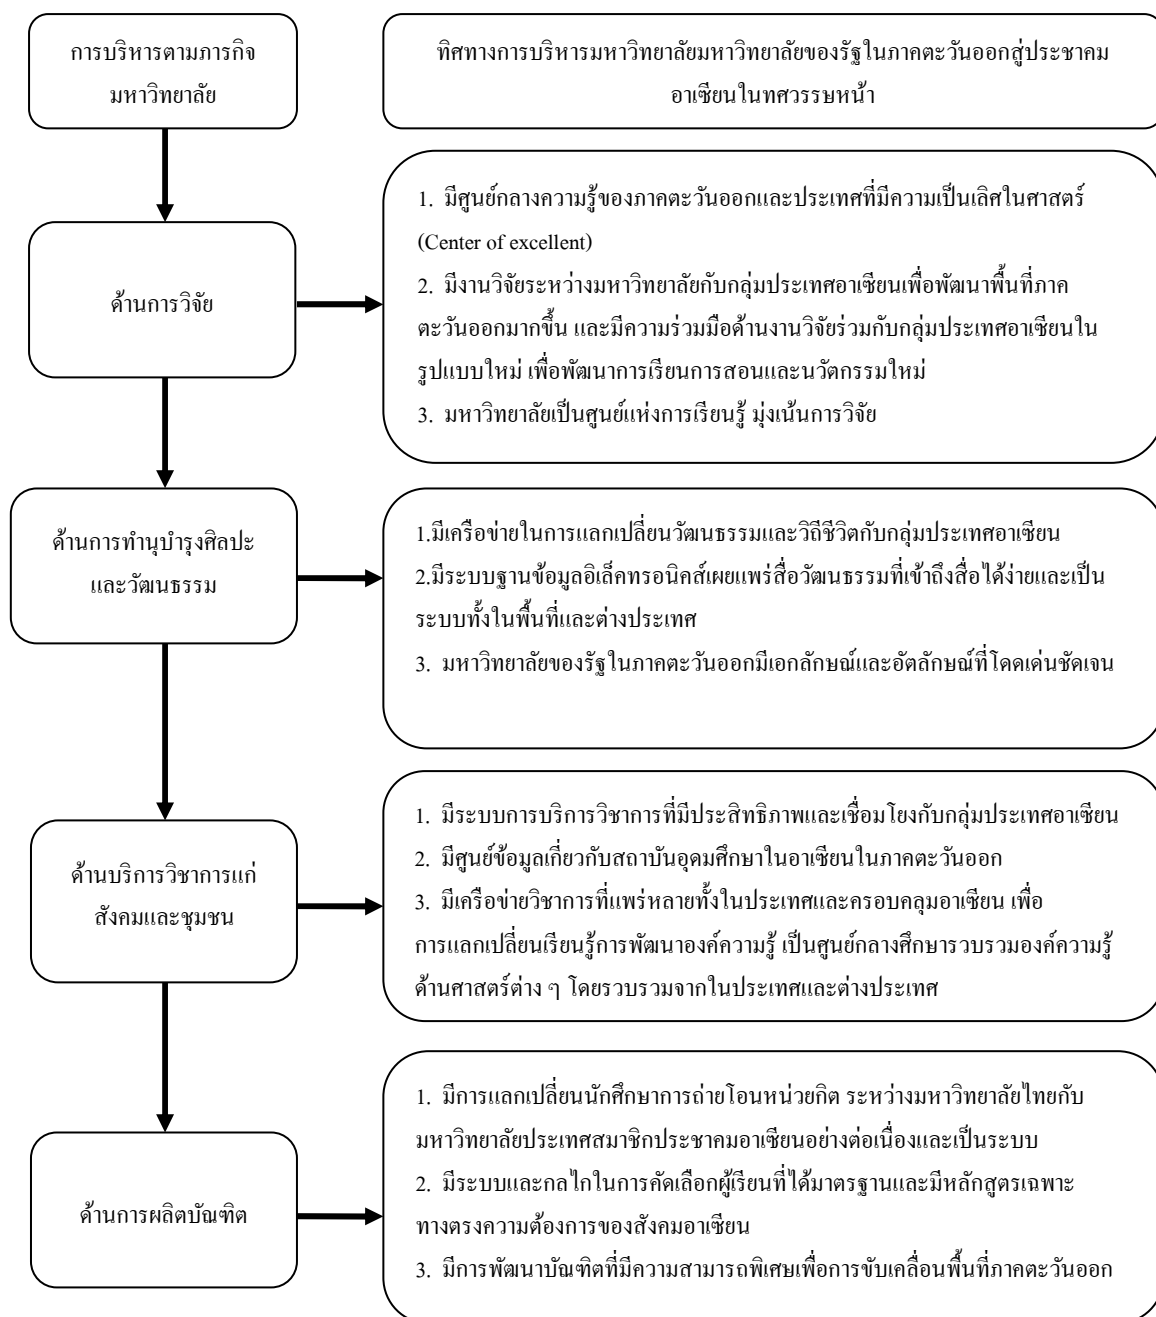 การบริหารตามภารกิจ
มหาวิทยาลัย
ทิศทางการบริหารมหาวิทยาลัยมหาวิทยาลัยของรัฐในภาคตะวันออกสู่ประชาคม
อาเซียนในทศวรรษหน้า
ด้านการวิจัย
1. มีศูนย์กลางความรู้ของภาคตะวันออกและประเทศที่มีความเป็นเลิศในศาสตร์
(Center of excellent)
2. มีงานวิจัยระหว่างมหาวิทยาลัยกับกลุ่มประเทศอาเซียนเพื่อพัฒนาพื้นที่ภาค
ตะวันออกมากขึ้น และมีความร่วมมือด้านงานวิจัยร่วมกับกลุ่มประเทศอาเซียนใน
รูปแบบใหม่ เพื่อพัฒนาการเรียนการสอนและนวัตกรรมใหม่
3. มหาวิทยาลัยเป็นศูนย์แห่งการเรียนรู้ มุ่งเน้นการวิจัย
ด้านการทำนุบำรุงศิลปะ
และวัฒนธรรม
1.มีเครือข่ายในการแลกเปลี่ยนวัฒนธรรมและวิถีชีวิตกับกลุ่มประเทศอาเซียน
2.มีระบบฐานข้อมูลอิเล็คทรอนิคส์เผยแพร่สื่อวัฒนธรรมที่เข้าถึงสื่อได้ง่ายและเป็น
ระบบทั้งในพื้นที่และต่างประเทศ
3. มหาวิทยาลัยของรัฐในภาคตะวันออกมีเอกลักษณ์และอัตลักษณ์ที่โดดเด่นชัดเจน
ด้านบริการวิชาการแก่
สังคมและชุมชน
1. มีระบบการบริการวิชาการที่มีประสิทธิภาพและเชื่อมโยงกับกลุ่มประเทศอาเซียน
2. มีศูนย์ข้อมูลเกี่ยวกับสถาบันอุดมศึกษาในอาเซียนในภาคตะวันออก
3. มีเครือข่ายวิชาการที่แพร่หลายทั้งในประเทศและครอบคลุมอาเซียน เพื่อ
การแลกเปลี่ยนเรียนรู้การพัฒนาองค์ความรู้ เป็นศูนย์กลางศึกษารวบรวมองค์ความรู้
ด้านศาสตร์ต่าง ๆ โดยรวบรวมจากในประเทศและต่างประเทศ
ด้านการผลิตบัณฑิต
1. มีการแลกเปลี่ยนนักศึกษาการถ่ายโอนหน่วยกิต ระหว่างมหาวิทยาลัยไทยกับ
มหาวิทยาลัยประเทศสมาชิกประชาคมอาเซียนอย่างต่อเนื่องและเป็นระบบ
2. มีระบบและกลไกในการคัดเลือกผู้เรียนที่ได้มาตรฐานและมีหลักสูตรเฉพาะ
ทางตรงความต้องการของสังคมอาเซียน
3. มีการพัฒนาบัณฑิตที่มีความสามารถพิเศษเพื่อการขับเคลื่อนพื้นที่ภาคตะวันออก